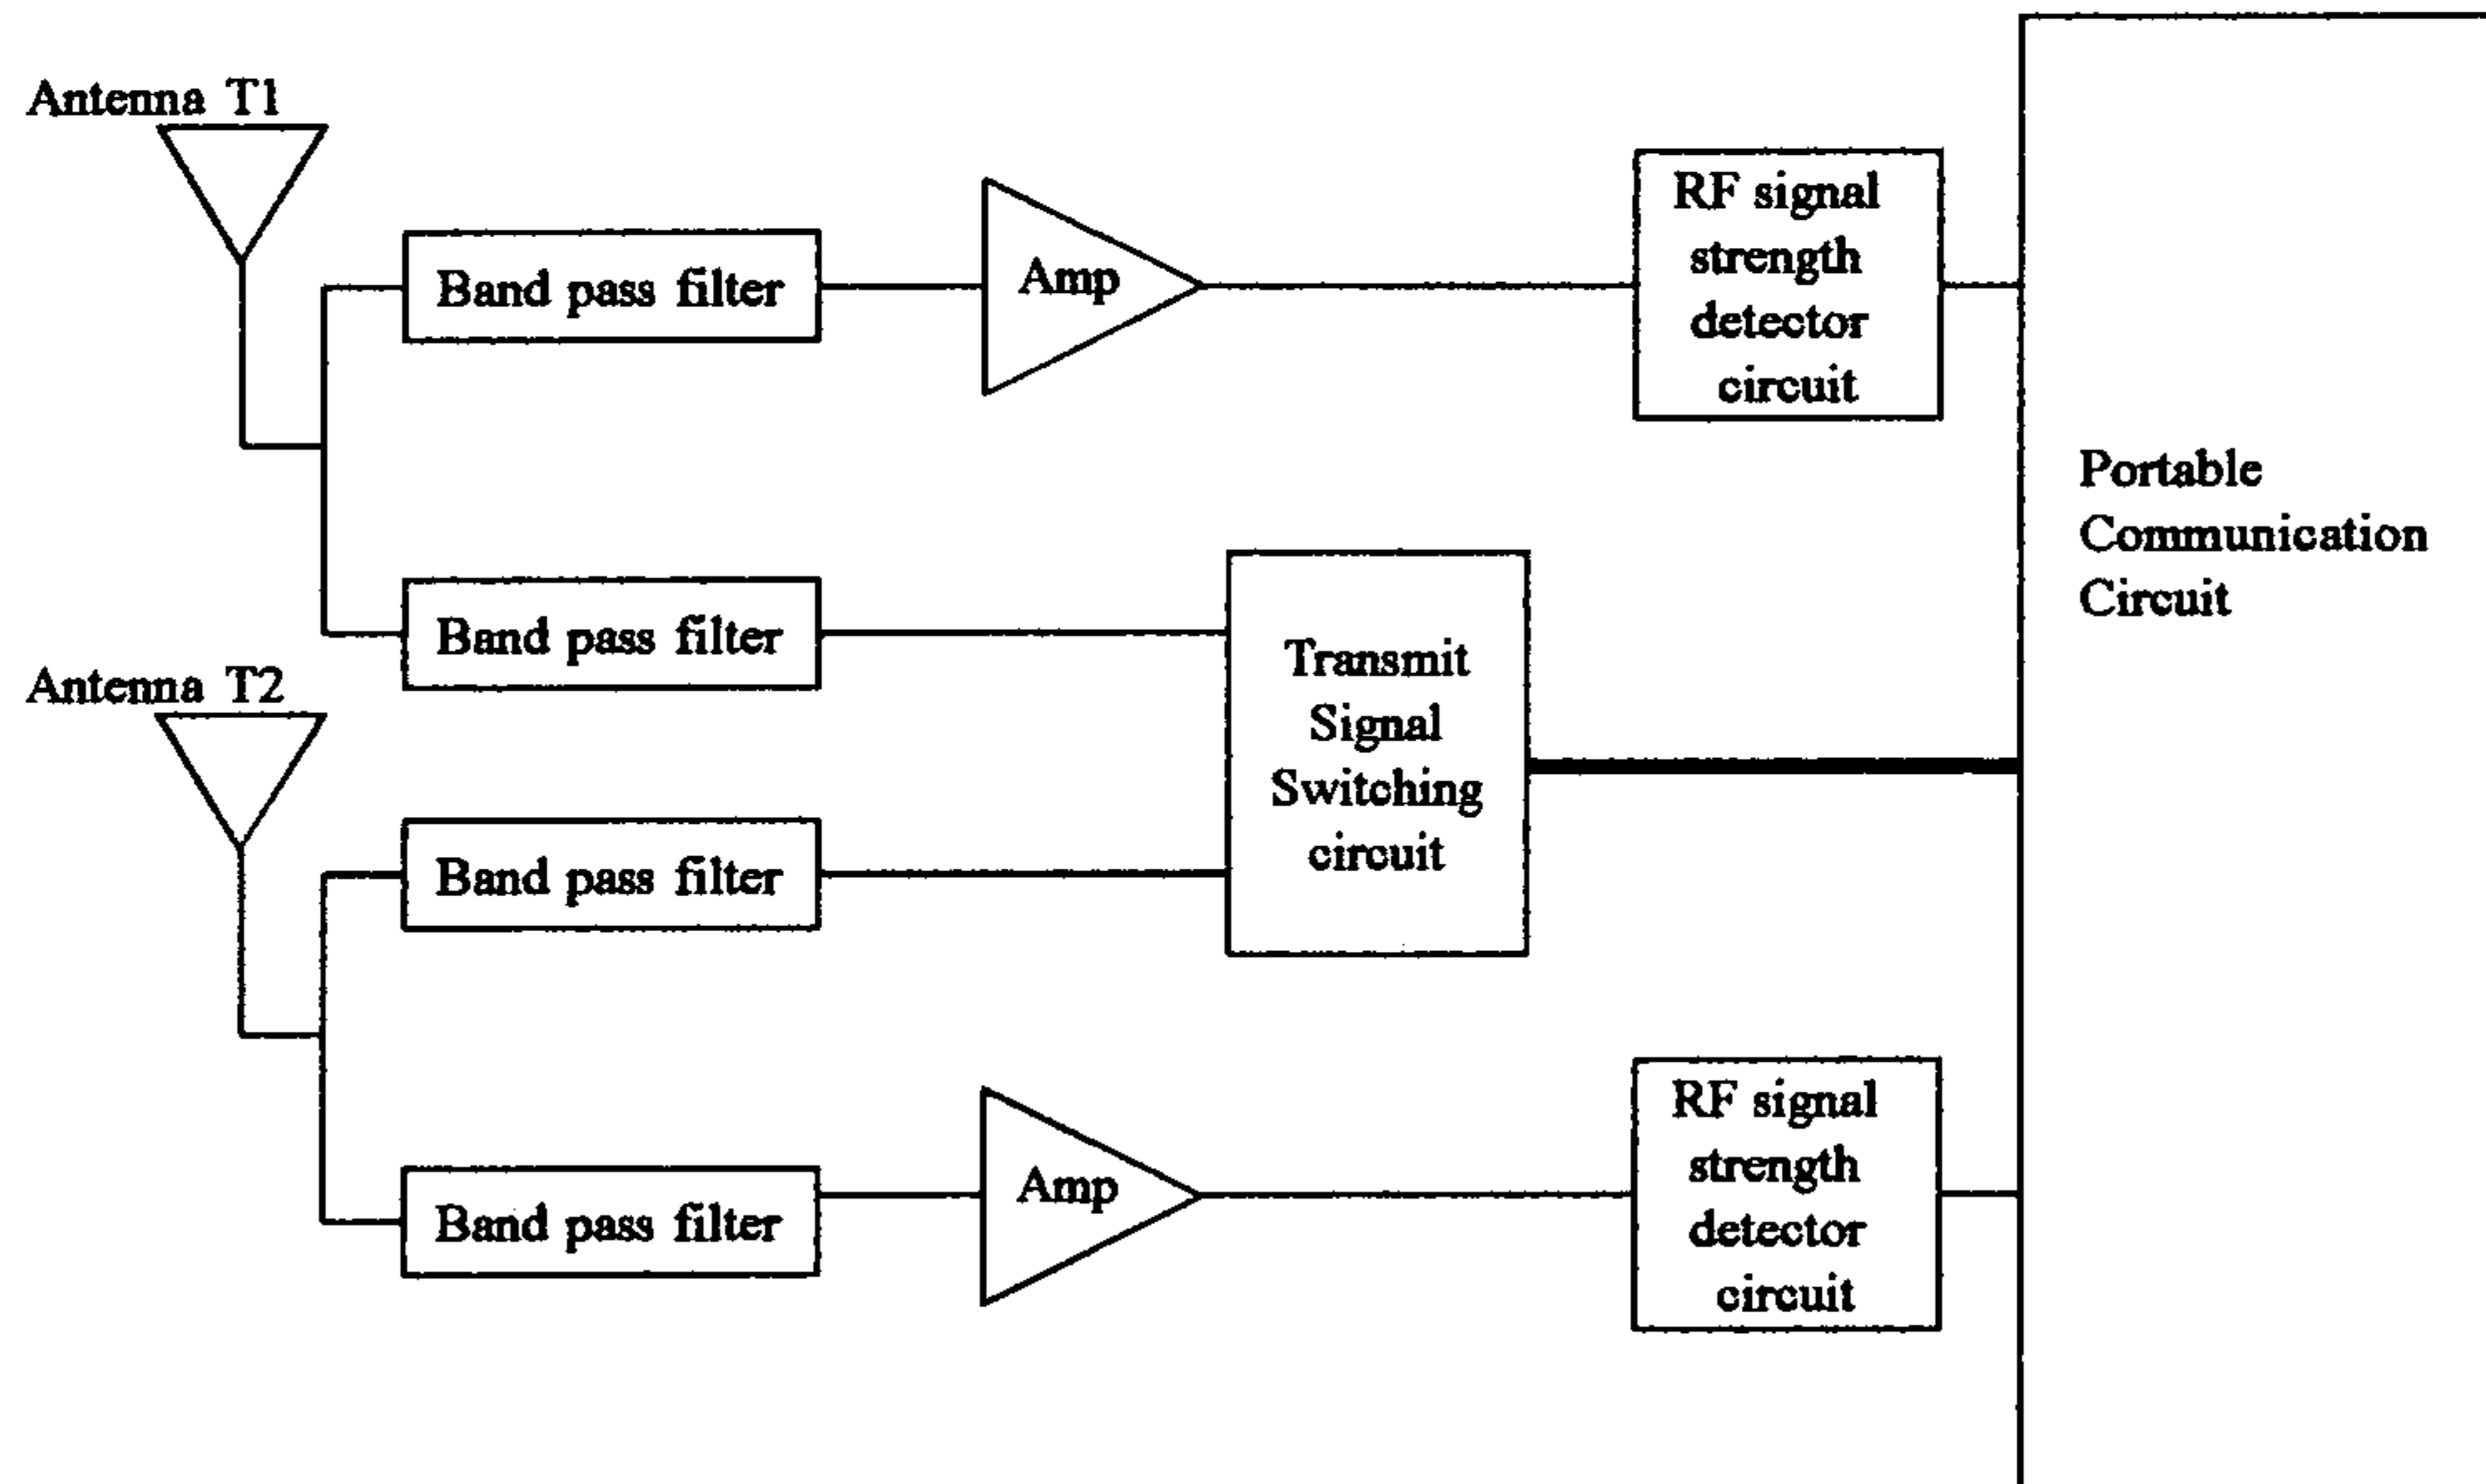 Antenna T1
Band pass filter
Amp
RF signal
strength
detector
circuit
Portable
Communication
Circuit
Band pass filter
Transmit
Signal
Switching
circuit
Antenna T2
Band pass filter
Band pass filter
Amp
RF signal
strength
detector
circuit